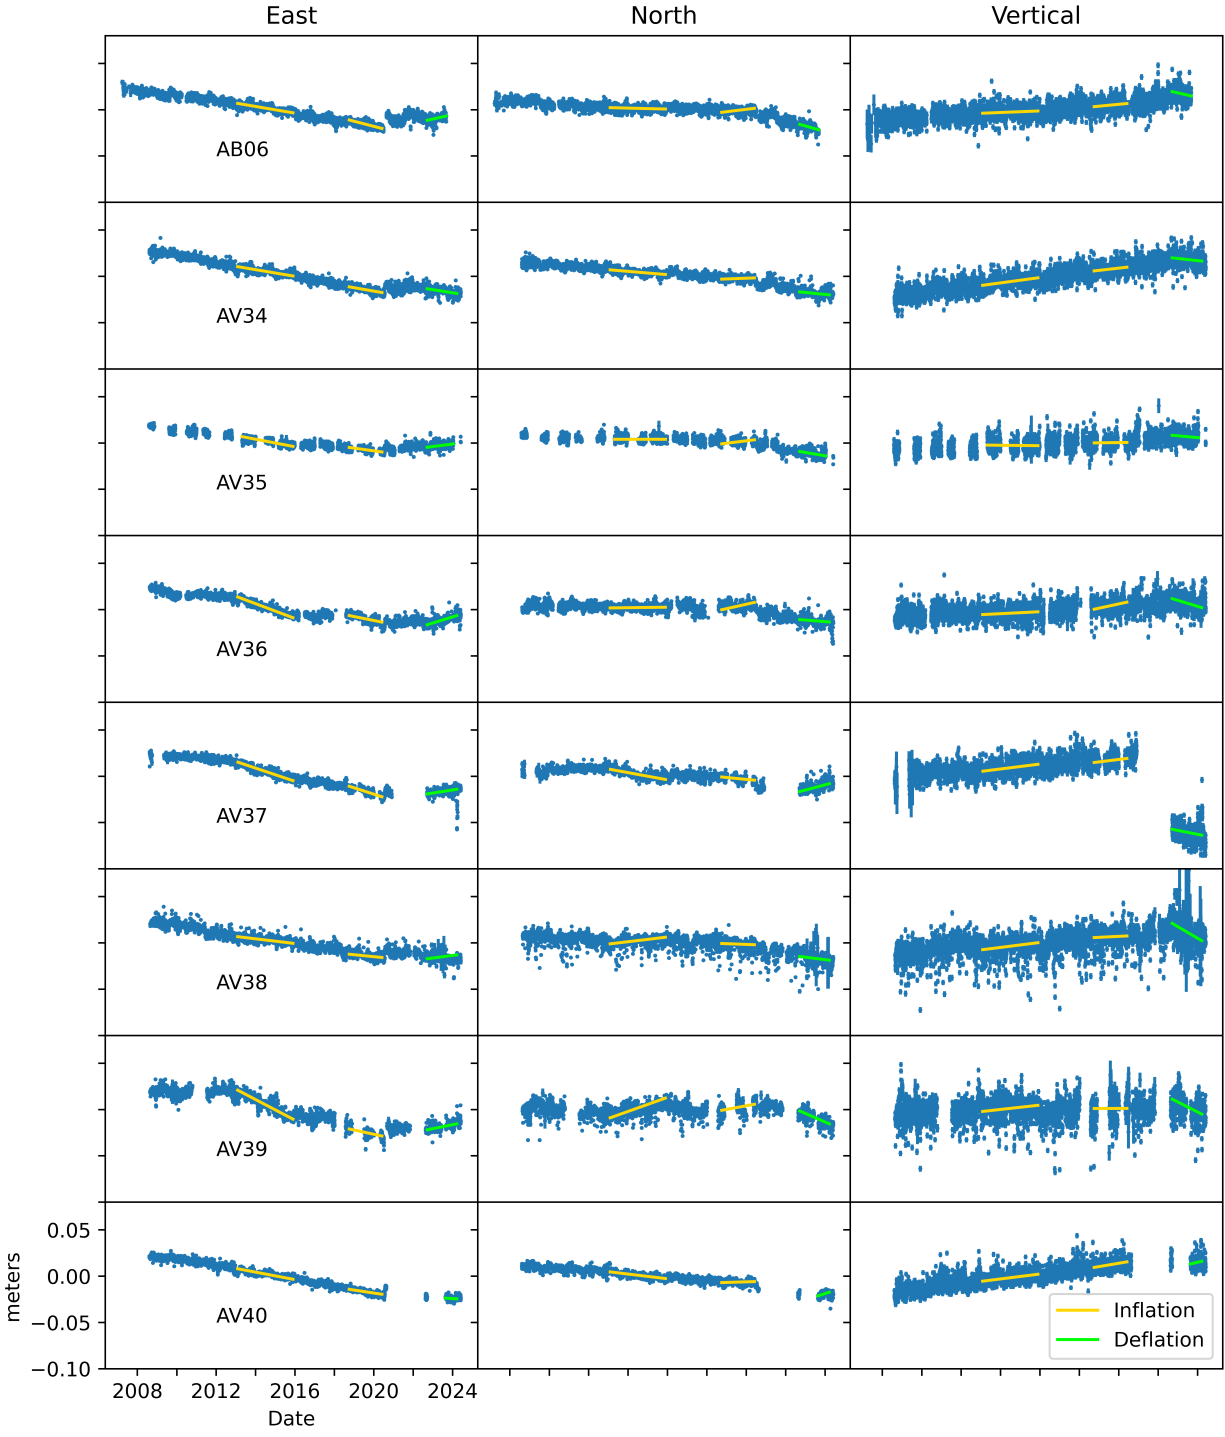 East North Vertical
AB06
AV34
AV35
AV36
AV37
AV38
AV39
AV40
0.05
0.00
−0.05
−0.10
meters
Inflation
Deflation
2008 2012 2016 2020 2024
Date